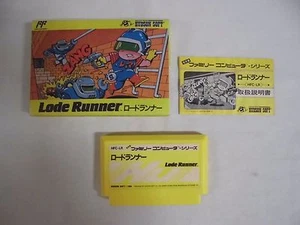 HUDSON SOFT
BANG
Lode Runner ロードランナー
HUDSON SOFT
ファミリー コンピュータ シリーズ
ロードランナー
取扱説明書
ファミリー コンピュータ シリーズ
ロードランナー
Lode Runner